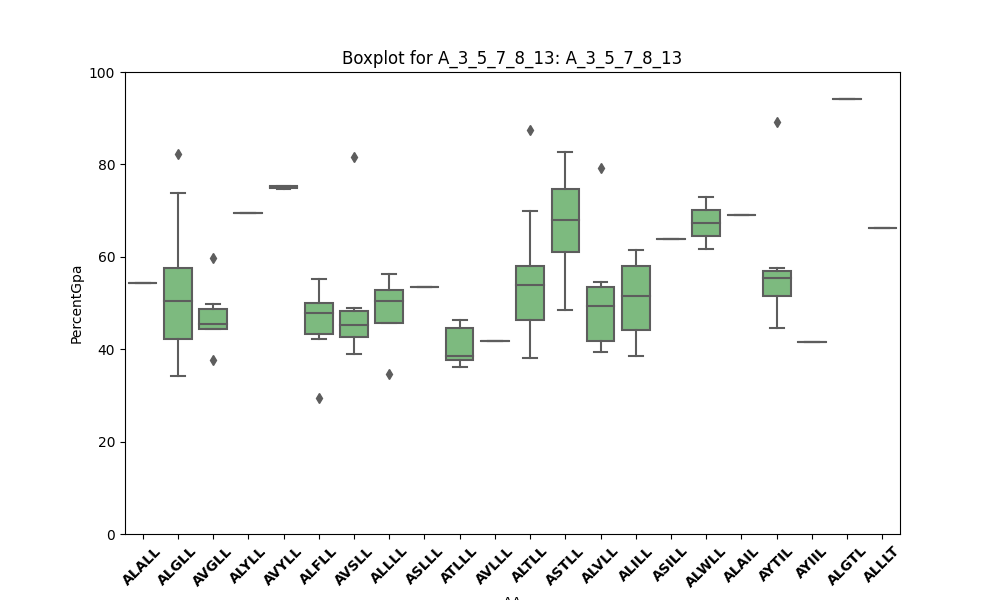 Boxplot for A_3_5_7_8_13: A_3_5_7_8_13
PercentGpa
100
80
60
40
20
0
ALALL
ALGLL
AVGLL
ALYLL
AVYLL
ALFLL
AVSLL
ALLLL
ASLLL
ATLLL
AVLLL
ALTLL
ASTLL
ALVLL
ALILL
ASILL
ALWLL
ALAIL
AYTIL
AYIIL
ALGTL
ALLLT